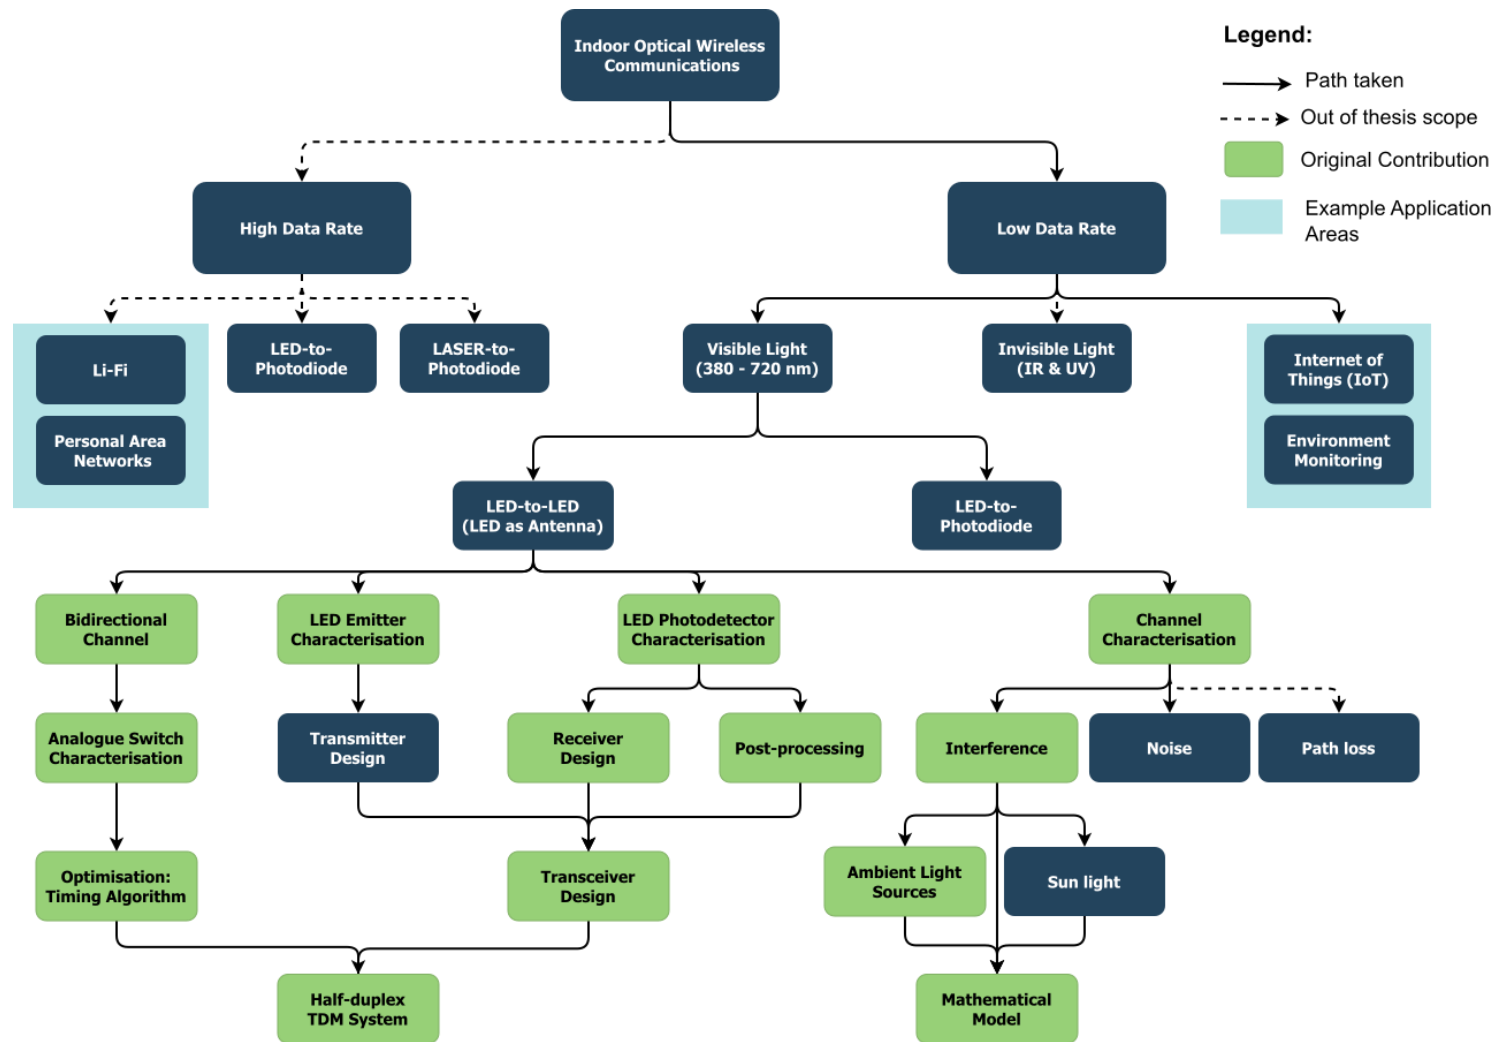 Indoor Optical Wireless
Communications
Legend:
Path taken
Out of thesis scope
Original Contribution
Example Application
Areas
High Data Rate
Low Data Rate
Li-Fi
Personal Area
Networks
LED-to-
Photodiode
LASER-to-
Photodiode
Visible Light
(380 - 720 nm)
Invisible Light
(IR & UV)
Internet of
Things (IoT)
Environment
Monitoring
LED-to-LED
(LED as Antenna)
LED-to-
Photodiode
Bidirectional
Channel
LED Emitter
Characterisation
LED Photodetector
Characterisation
Channel
Characterisation
Analogue Switch
Characterisation
Transmitter
Design
Receiver
Design
Post-processing
Interference
Noise
Path loss
Optimisation:
Timing Algorithm
Transceiver
Design
Ambient Light
Sources
Sun light
Half-duplex
TDM System
Mathematical
Model